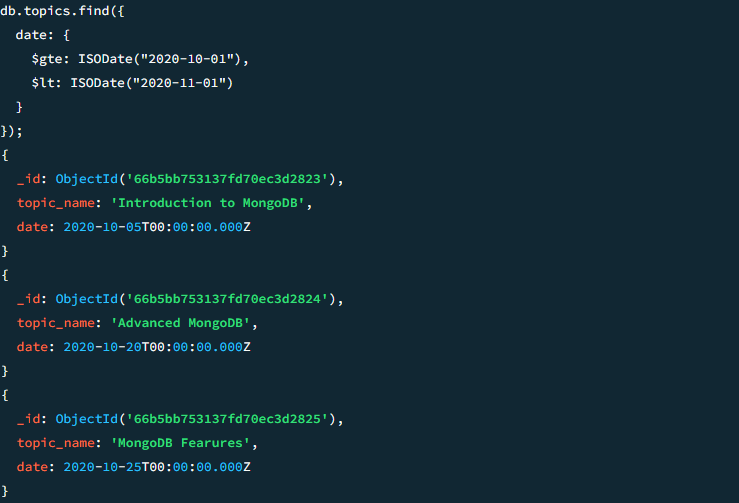 db.topics.find({
  date: {
    $gte: ISODate("2020-10-01"),
    $lt: ISODate("2020-11-01")
  }
});
{
  _id: ObjectId('66b5bb753137fd70ec3d2823'),
  topic_name: 'Introduction to MongoDB',
  date: 2020-10-05T00:00:00.000Z
}
{
  _id: ObjectId('66b5bb753137fd70ec3d2824'),
  topic_name: 'Advanced MongoDB',
  date: 2020-10-20T00:00:00.000Z
}
{
  _id: ObjectId('66b5bb753137fd70ec3d2825'),
  topic_name: 'MongoDB Fearures',
  date: 2020-10-25T00:00:00.000Z
}